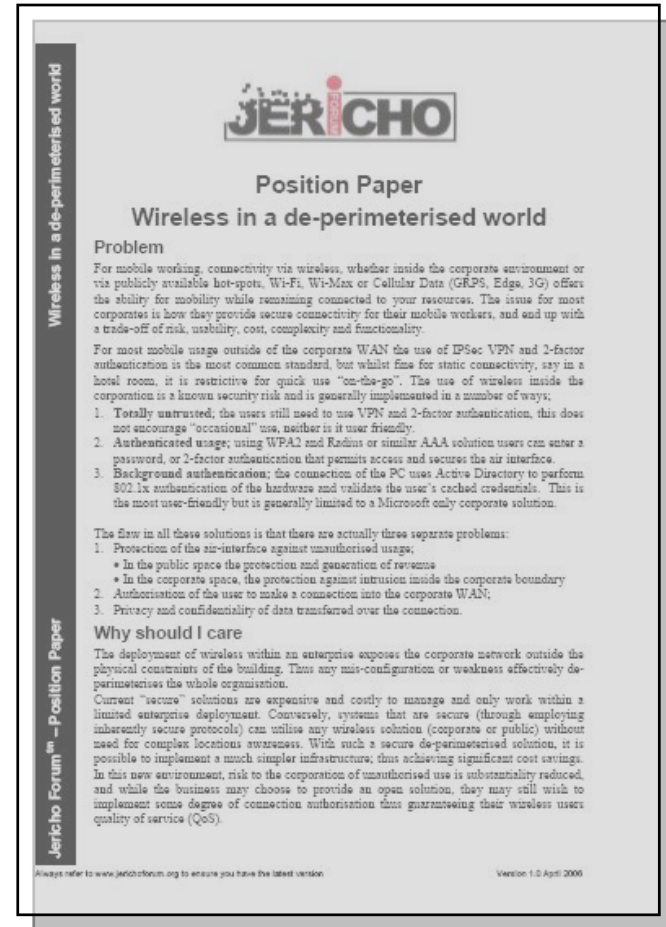 Wireless in a de-perimeterised world
Jericho Forum™ – Position Paper
JERICHO
FORUM
Position Paper
Wireless in a de-perimeterised world
Problem
For mobile working, connectivity via wireless, whether inside the corporate environment or
via publicly available hot-spots, Wi-Fi, Wi-Max or Cellular Data (GRPS, Edge, 3G) offers
the ability for mobility while remaining connected to your resources. The issue for most
corporates is how they provide secure connectivity for their mobile workers, and end up with
a trade-off of risk, usability, cost, complexity and functionality.
For most mobile usage outside of the corporate WAN the use of IPSec VPN and 2-factor
authentication is the most common standard, but whilst fine for static connectivity, say in a
hotel room, it is restrictive for quick use "on-the-go". The use of wireless inside the
corporation is a known security risk and is generally implemented in a number of ways;
1. Totally untrusted; the users still need to use VPN and 2-factor authentication, this does
not encourage "occasional" use, neither is it user friendly.
2. Authenticated usage; using WPA2 and Radius or similar AAA solution users can enter a
password, or 2-factor authentication that permits access and secures the air interface.
3. Background authentication; the connection of the PC uses Active Directory to perform
802.1x authentication of the hardware and validate the user's cached credentials. This is
the most user-friendly but is generally limited to a Microsoft only corporate solution.
The flaw in all these solutions is that there are actually three separate problems:
1. Protection of the air-interface against unauthorised usage;
• In the public space the protection and generation of revenue
• In the corporate space, the protection against intrusion inside the corporate boundary
2. Authorisation of the user to make a connection into the corporate WAN;
3. Privacy and confidentiality of data transferred over the connection.
Why should I care
The deployment of wireless within an enterprise exposes the corporate network outside the
physical constraints of the building. Thus any mis-configuration or weakness effectively de-
perimeterises the whole organisation.
Current "secure" solutions are expensive and costly to manage and only work within a
limited enterprise deployment. Conversely, systems that are secure (through employing
inherently secure protocols) can utilise any wireless solution (corporate or public) without
need for complex locations awareness. With such a secure de-perimeterised solution, it is
possible to implement a much simpler infrastructure; thus achieving significant cost savings.
In this new environment, risk to the corporation of unauthorised use is substantiality reduced,
and while the business may choose to provide an open solution, they may still wish to
implement some degree of connection authorisation thus guaranteeing their wireless users
quality of service (QoS).
Always refer to www.jerichoforum.org to ensure you have the latest version
Version 1.0 April 2006